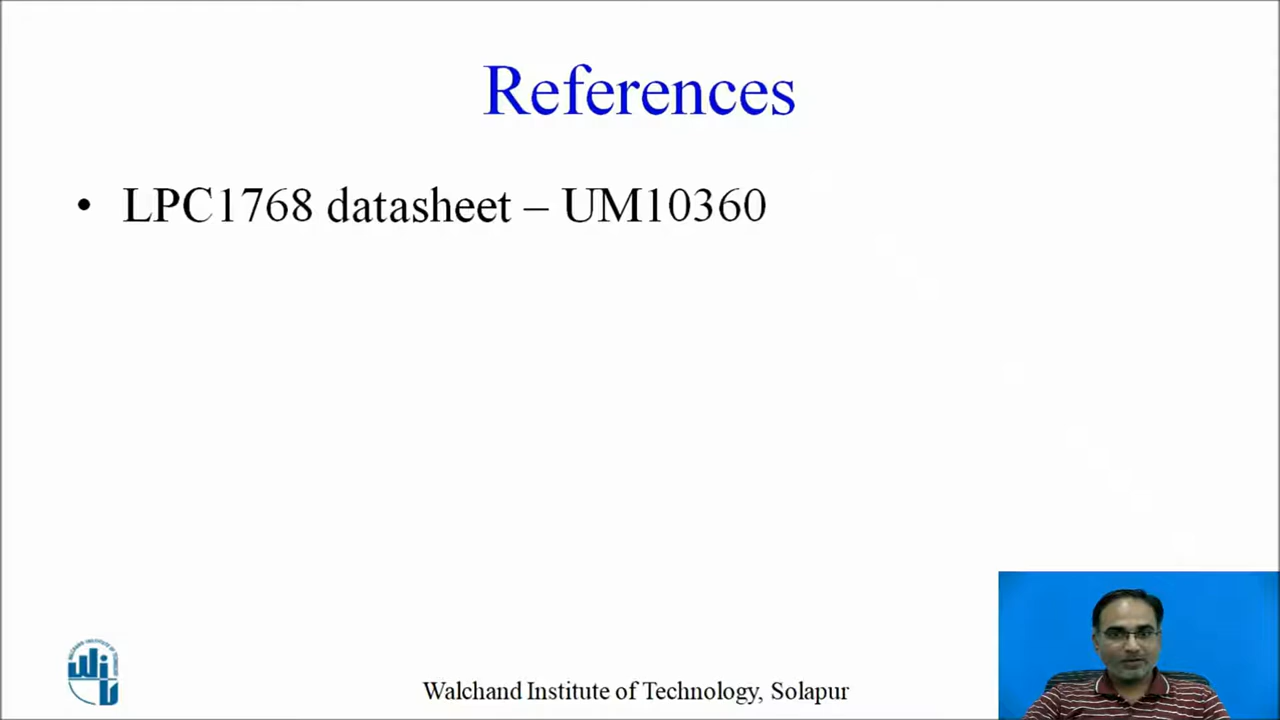 References
• LPC1768 datasheet – UM10360
Walchand Institute of Technology, Solapur